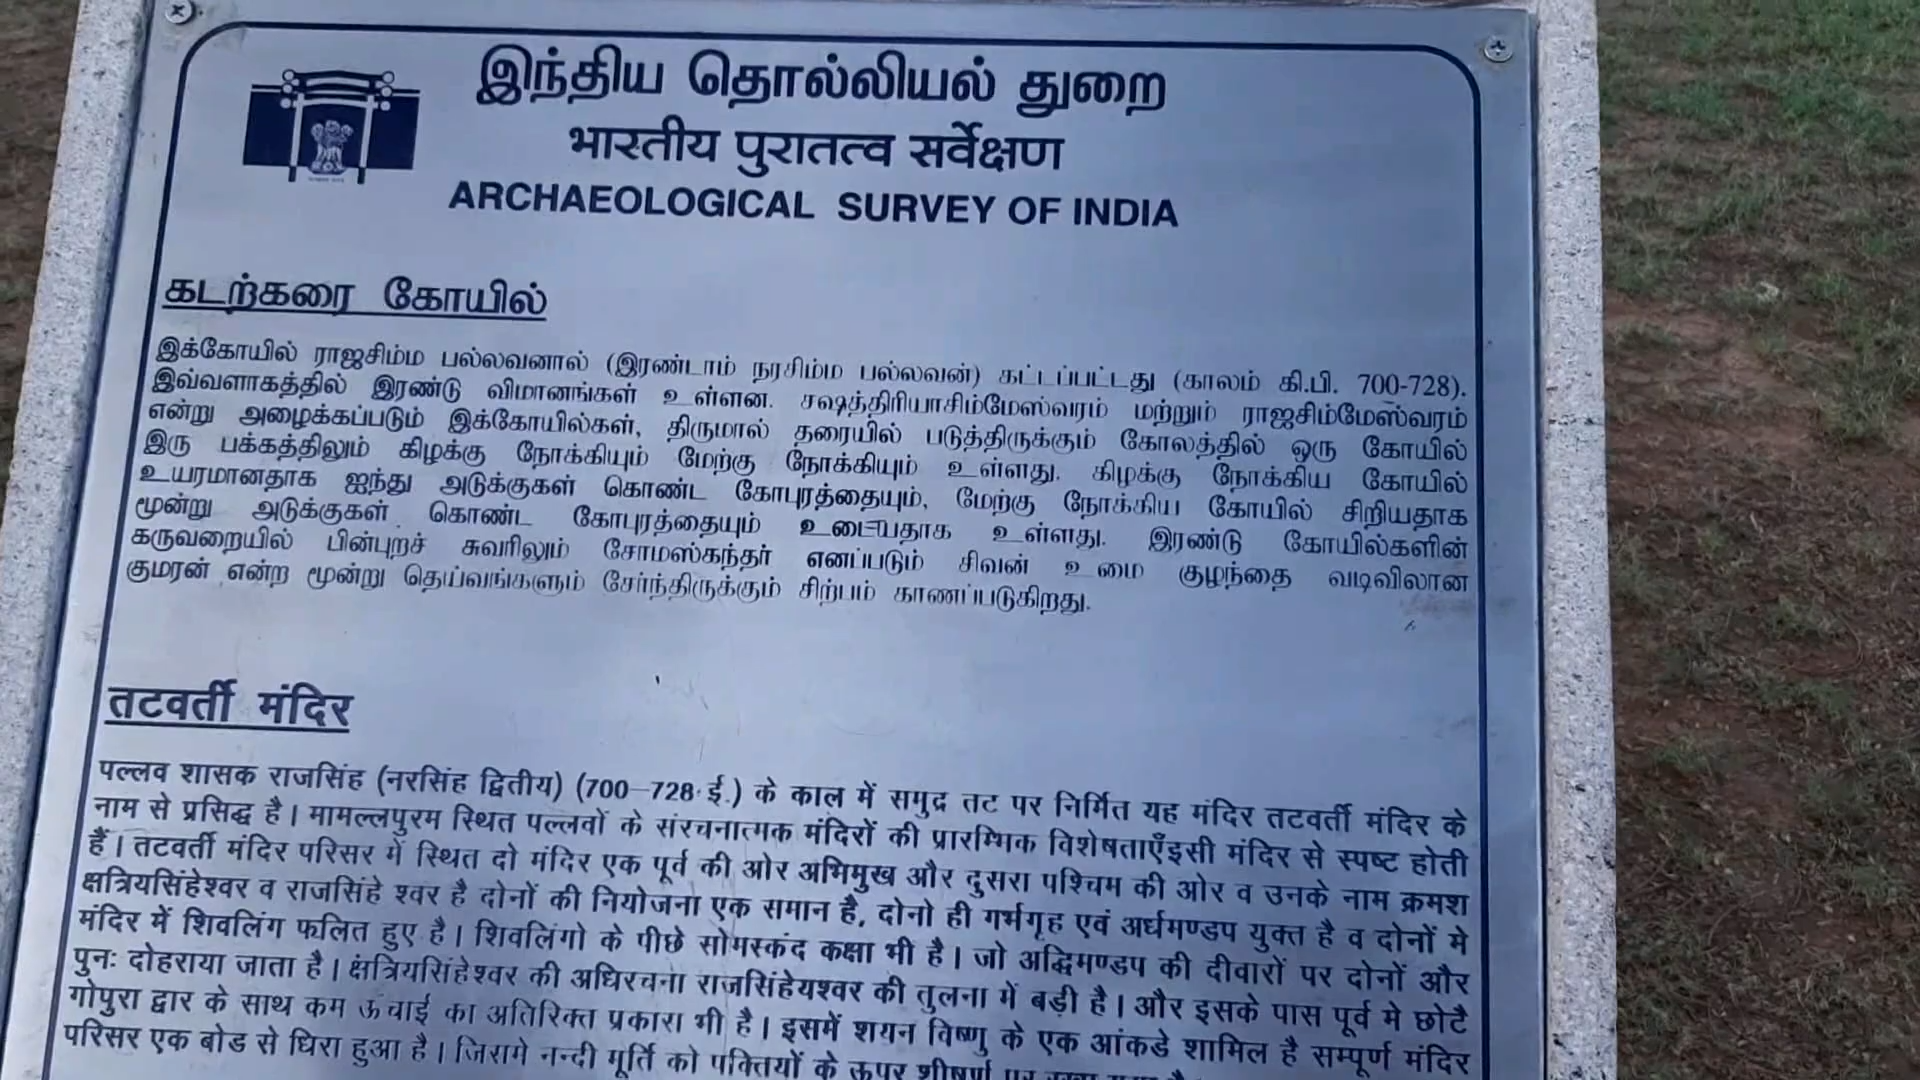 இந்திய தொல்லியல் துறை
भारतीय पुरातत्व सर्वेक्षण
ARCHAEOLOGICAL SURVEY OF INDIA
கடற்கரை கோயில்
இக்கோயில் ராஜசிம்ம பல்லவனால் (இரண்டாம் நரசிம்ம பல்லவன்) கட்டப்பட்டது (காலம் கி.பி. 700-728).
இவ்வளாகத்தில் இரண்டு விமானங்கள் உள்ளன. சஷத்திரியாசிம்மேஸ்வரம் மற்றும் ராஜசிம்மேஸ்வரம்
என்று அழைக்கப்படும் இக்கோயில்கள், திருமால் தரையில் படுத்திருக்கும் கோலத்தில் ஒரு கோயில்
இரு பக்கத்திலும் கிழக்கு நோக்கியும் மேற்கு நோக்கியும் உள்ளது. கிழக்கு நோக்கிய கோயில்
உயரமானதாக ஐந்து அடுக்குகள் கொண்ட கோபுரத்தையும், மேற்கு நோக்கிய கோயில் சிறியதாக
மூன்று அடுக்குகள் கொண்ட கோபுரத்தையும் உடையதாக உள்ளது. இரண்டு கோயில்களின்
கருவறையில் பின்புறச் சுவரிலும் சோமஸ்கந்தர் எனப்படும் சிவன் உமை குழந்தை வடிவிலான
குமரன் என்ற மூன்று தெய்வங்களும் சேர்ந்திருக்கும் சிற்பம் காணப்படுகிறது.
तटवर्ती मंदिर
पल्लव शासक राजसिंह (नरसिंह द्वितीय) (700-728 ई.) के काल में समुद्र तट पर निर्मित यह मंदिर तटवर्ती मंदिर के
नाम से प्रसिद्ध है। मामल्लपुरम स्थित पल्लवों के संरचनात्मक मंदिरों की प्रारम्भिक विशेषताएँइसी मंदिर से स्पष्ट होती
हैं। तटवर्ती मंदिर परिसर में स्थित दो मंदिर एक पूर्व की ओर अभिमुख और दुसरा पश्चिम की ओर व उनके नाम क्रमश
क्षत्रियसिंहेश्वर व राजसिंहे श्वर है दोनों की नियोजना एक समान है, दोनो ही गर्भगृह एवं अर्धमण्डप युक्त है व दोनों मे
मंदिर में शिवलिंग फलित हुए है। शिवलिंगो के पीछे सोमस्कंद कक्षा भी है। जो अद्धिमण्डप की दीवारों पर दोनों और
पुनः दोहराया जाता है। क्षंत्रियसिंहेश्वर की अधिरचना राजसिंहेयश्वर की तुलना में बड़ी है। और इसके पास पूर्व मे छोटै
गोपुरा द्वार के साथ कम ऊंचाई का अतिरिक्त प्रकारा भी है। इसमें शयन विष्णु के एक आंकडे शामिल है सम्पूर्ण मंदिर
परिसर एक बोड से धिरा हुआ है। जिसमे नन्दी मूर्ति को पक्तियों के ऊपर